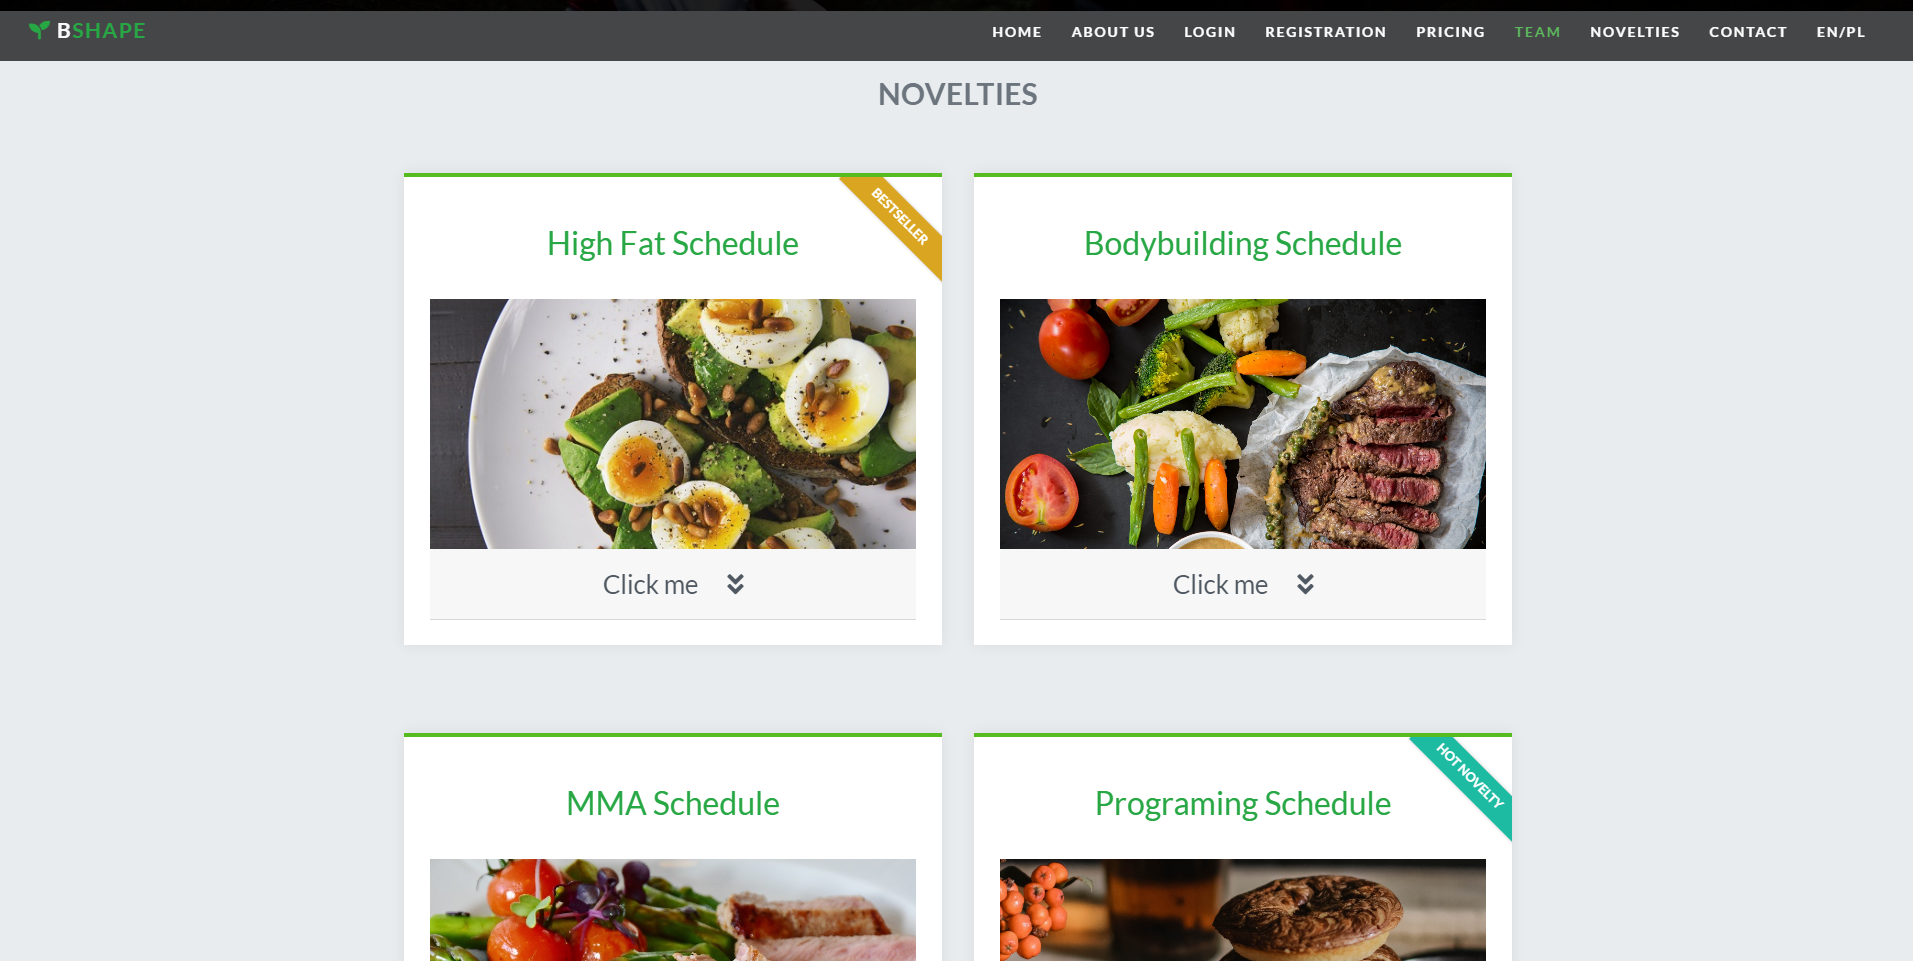 BSHAPE
HOME ABOUT US LOGIN REGISTRATION PRICING TEAM NOVELTIES CONTACT EN/PL
NOVELTIES
BESTSELLER
High Fat Schedule
Click me
Bodybuilding Schedule
Click me
MMA Schedule
HOT NOVELTY
Programing Schedule